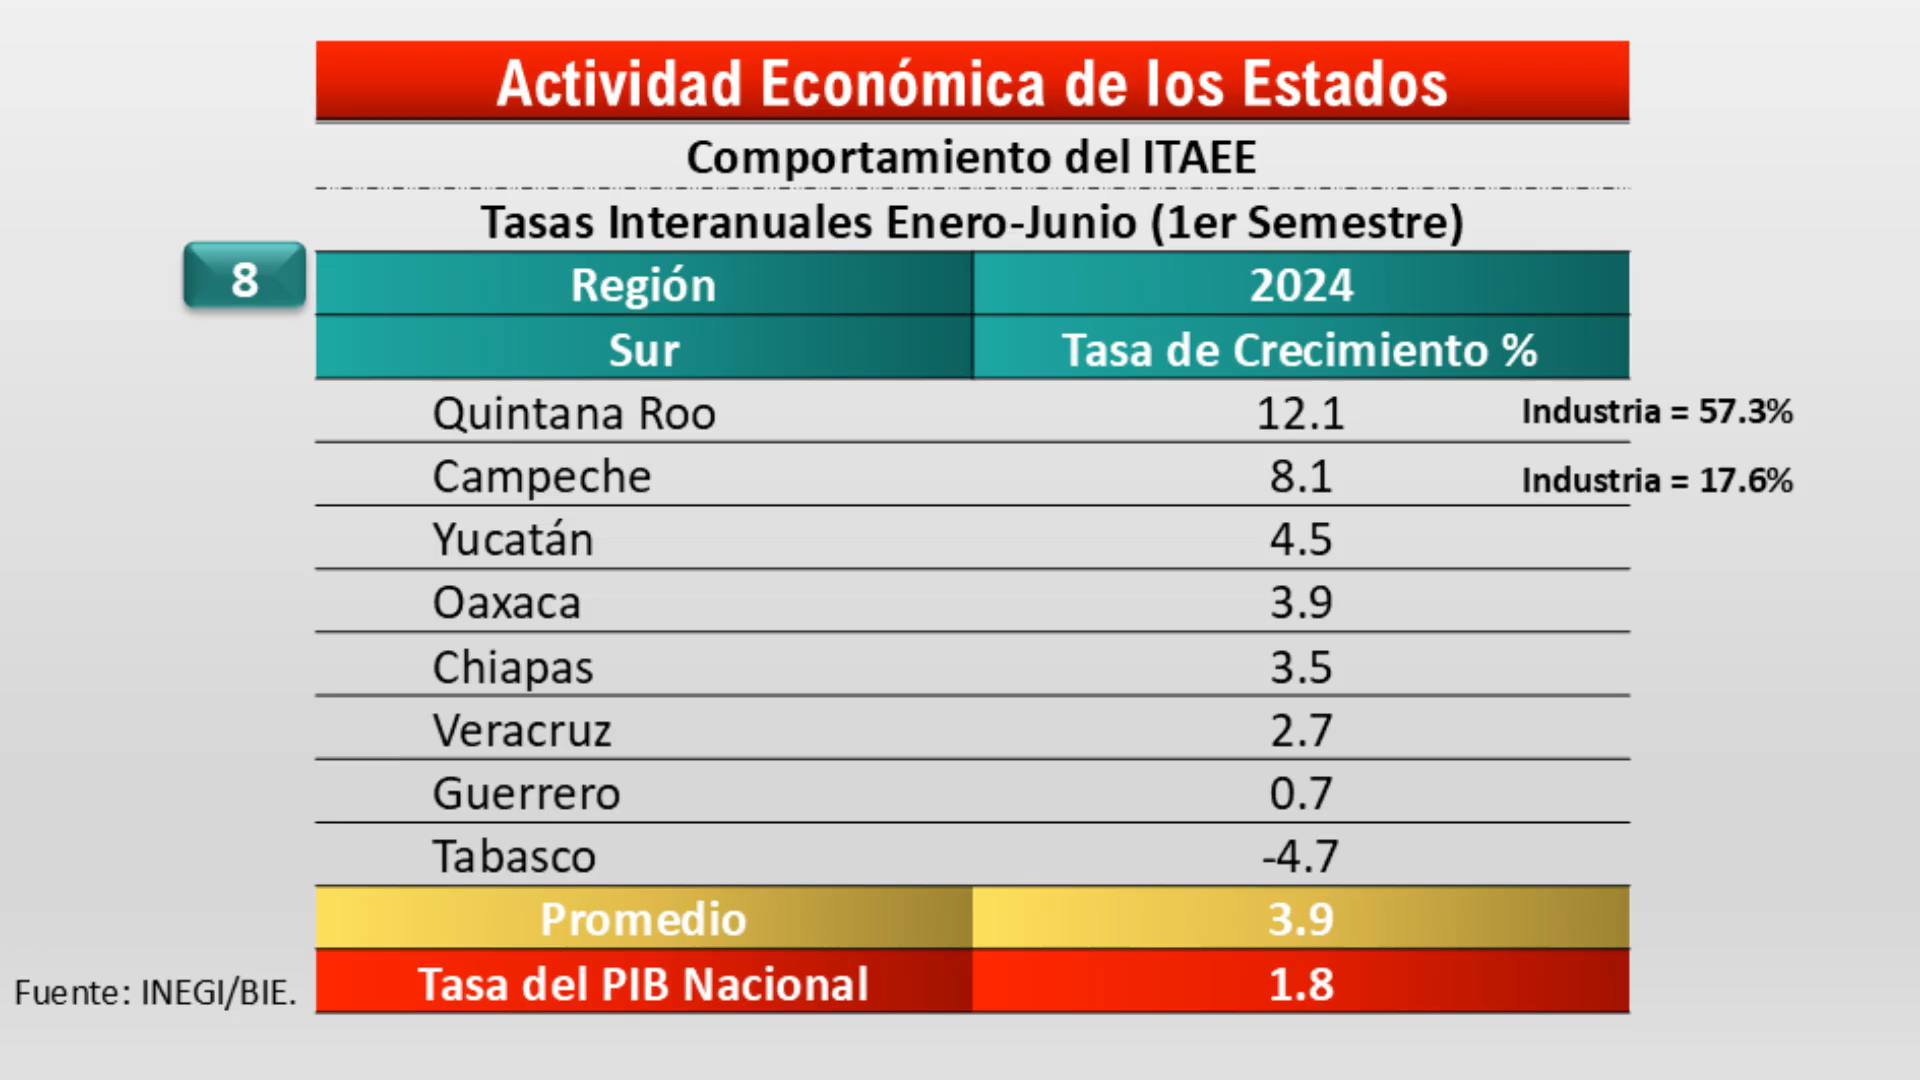 Actividad Económica de los Estados
Comportamiento del ITAEE
Tasas Interanuales Enero-Junio (1er Semestre)
8
Región 2024
Sur Tasa de Crecimiento %
Quintana Roo 12.1 Industria = 57.3%
Campeche 8.1 Industria = 17.6%
Yucatán 4.5
Oaxaca 3.9
Chiapas 3.5
Veracruz 2.7
Guerrero 0.7
Tabasco -4.7
Promedio 3.9
Tasa del PIB Nacional 1.8
Fuente: INEGI/BIE.